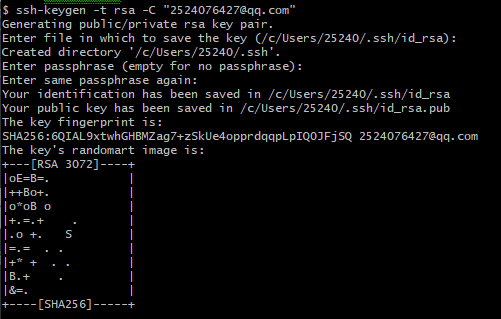 $ ssh-keygen -t rsa -C "2524076427@qq.com"
Generating public/private rsa key pair.
Enter file in which to save the key (/c/Users/25240/.ssh/id_rsa):
Created directory '/c/Users/25240/.ssh'.
Enter passphrase (empty for no passphrase):
Enter same passphrase again:
Your identification has been saved in /c/Users/25240/.ssh/id_rsa
Your public key has been saved in /c/Users/25240/.ssh/id_rsa.pub
The key fingerprint is:
SHA256:6QIAL9xtwhGHBMZag7+zSkUe4opprdqqpLpIQOJFjSQ 2524076427@qq.com
The key's randomart image is:
+---[RSA 3072]----+
|oE=B=.           |
|++Bo+.           |
|o*oB o           |
|+.=.+    .       |
|.o +.   S        |
|=.=  . .         |
|+* +  . .        |
|B.+    .         |
|&=.              |
+----[SHA256]-----+